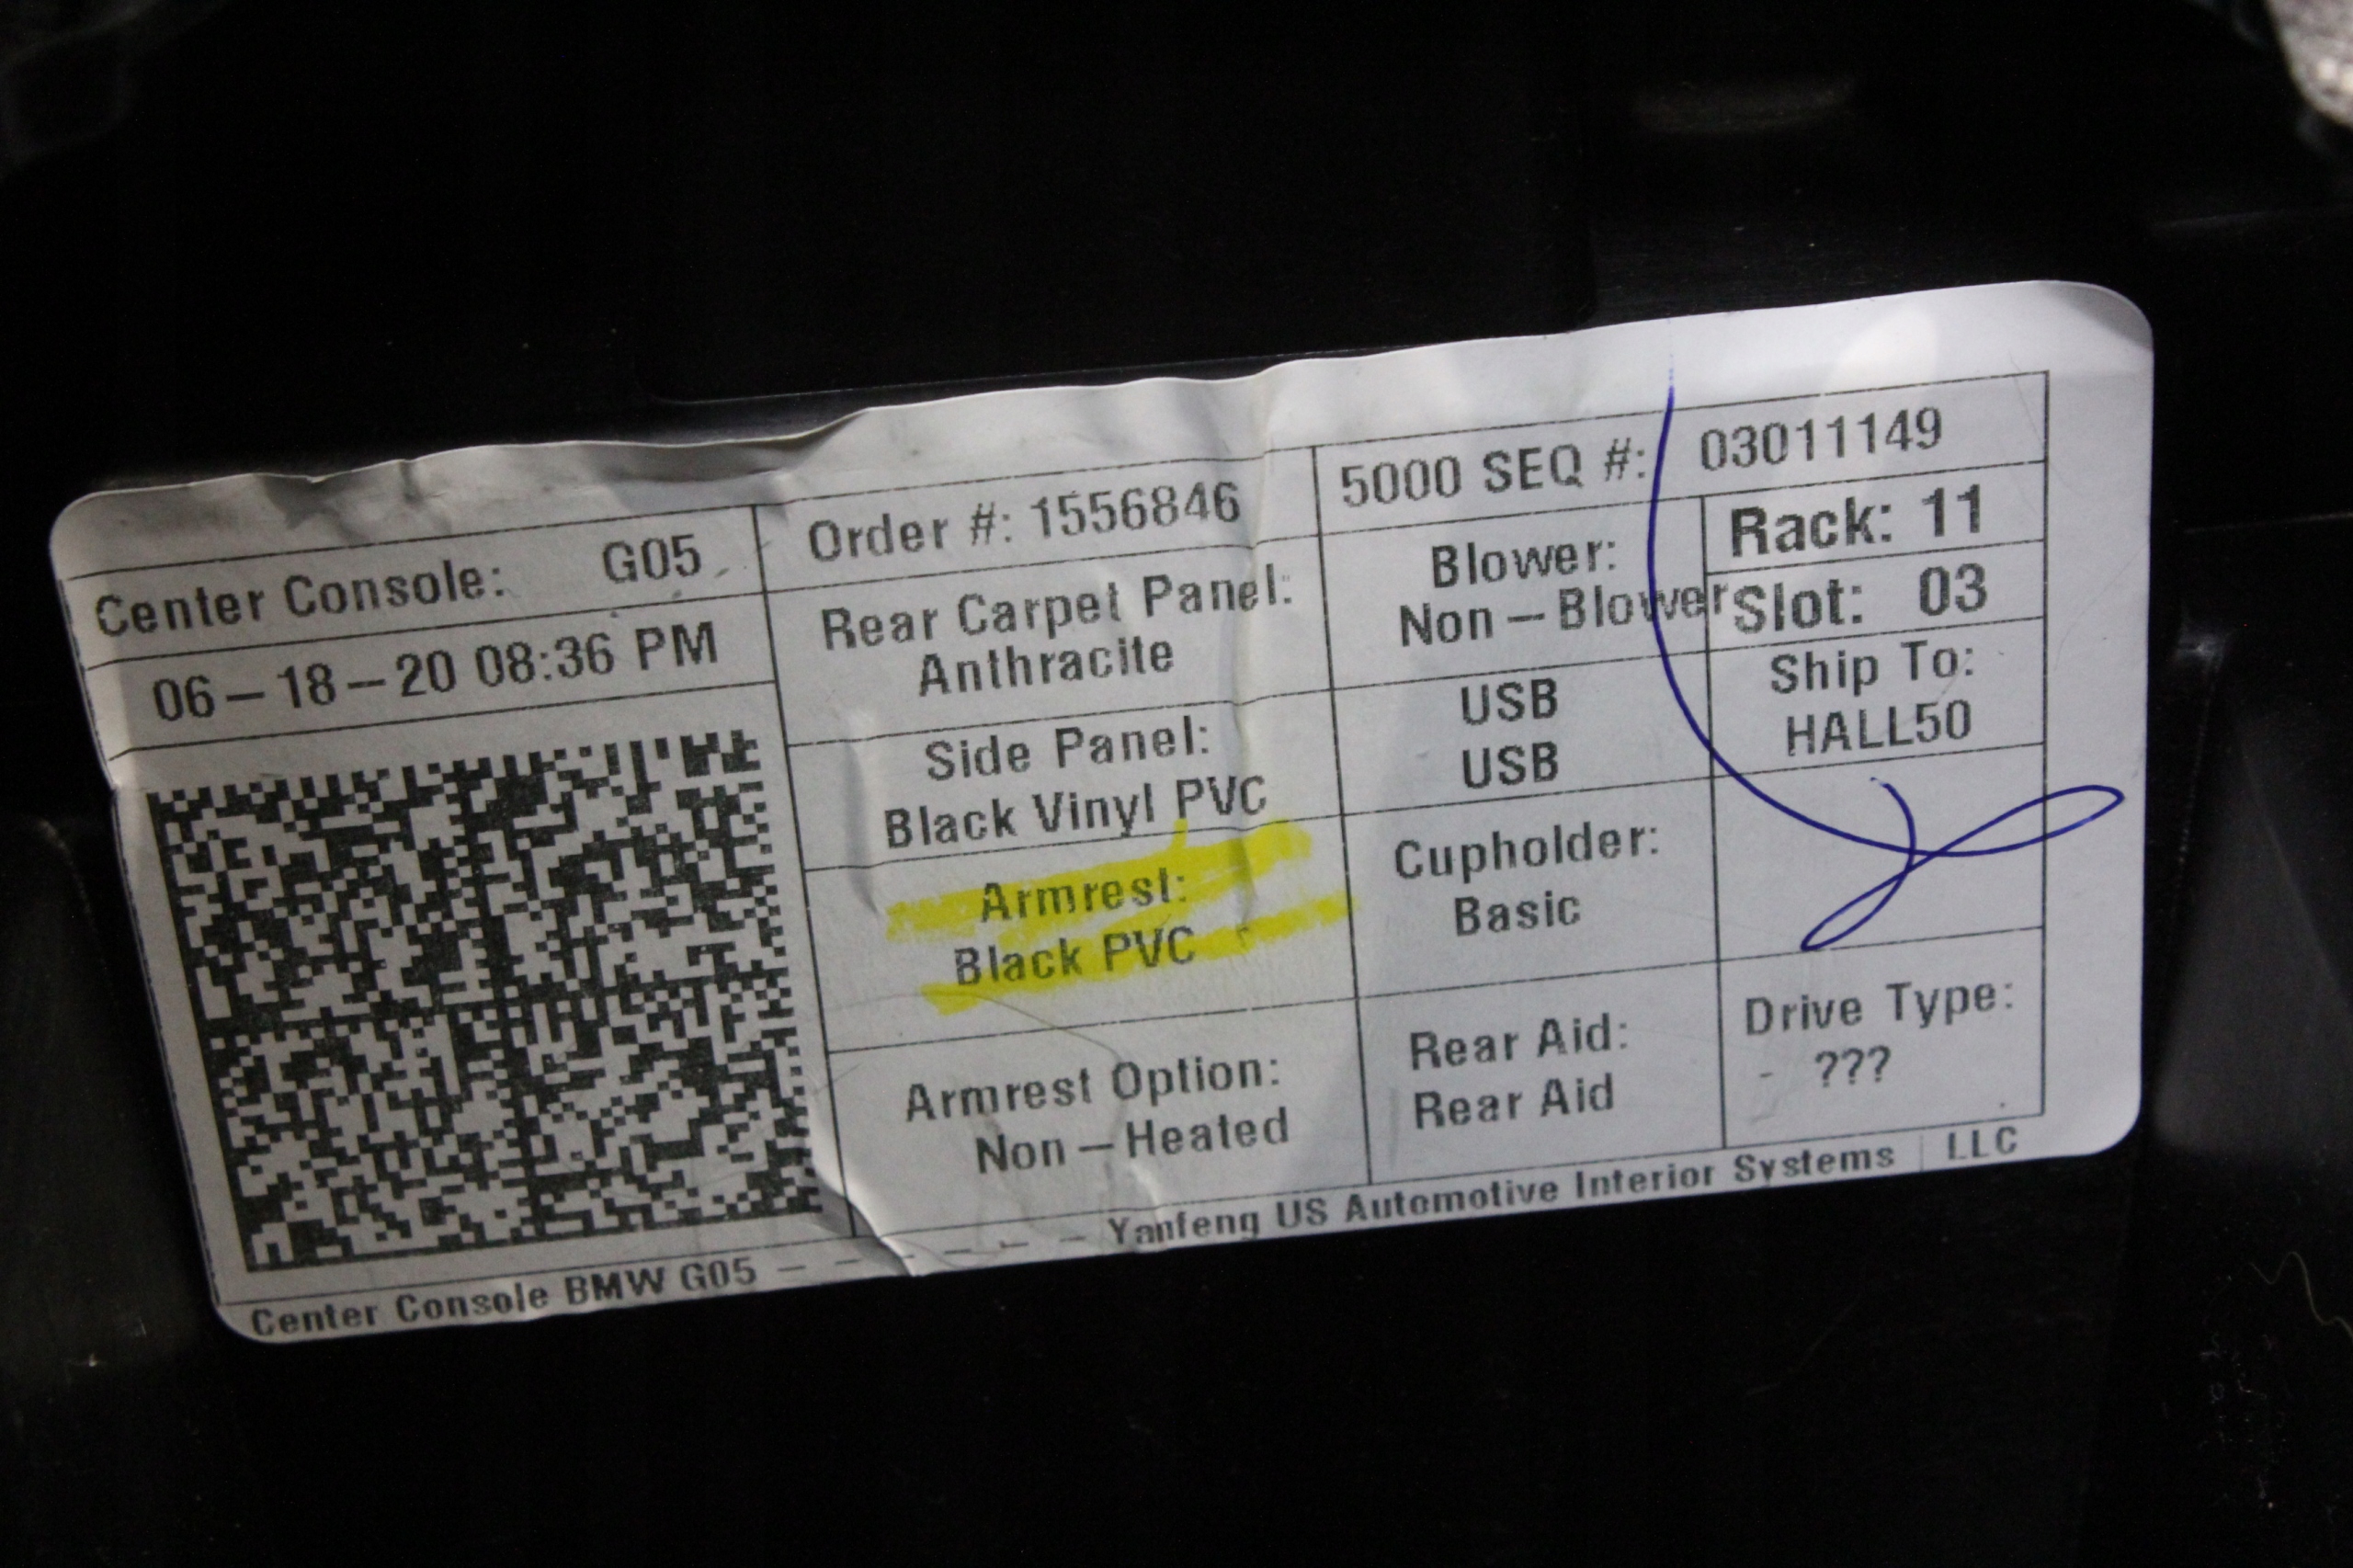 Center Console: G05
06-18-20 08:36 PM
Order #: 1556846
Rear Carpet Panel:
Anthracite
Side Panel:
Black Vinyl PVC
Armrest:
Black PVC
Armrest Option:
Non-Heated
5000 SEQ #: 03011149
Blower:
Non-Blower
USB
USB
Cupholder:
Basic
Rear Aid:
Rear Aid
Rack: 11
Slot: 03
Ship To:
HALL50
Drive Type:
- ???
Center Console BMW G05 - - - - - - Yanfeng US Automotive Interior Systems LLC